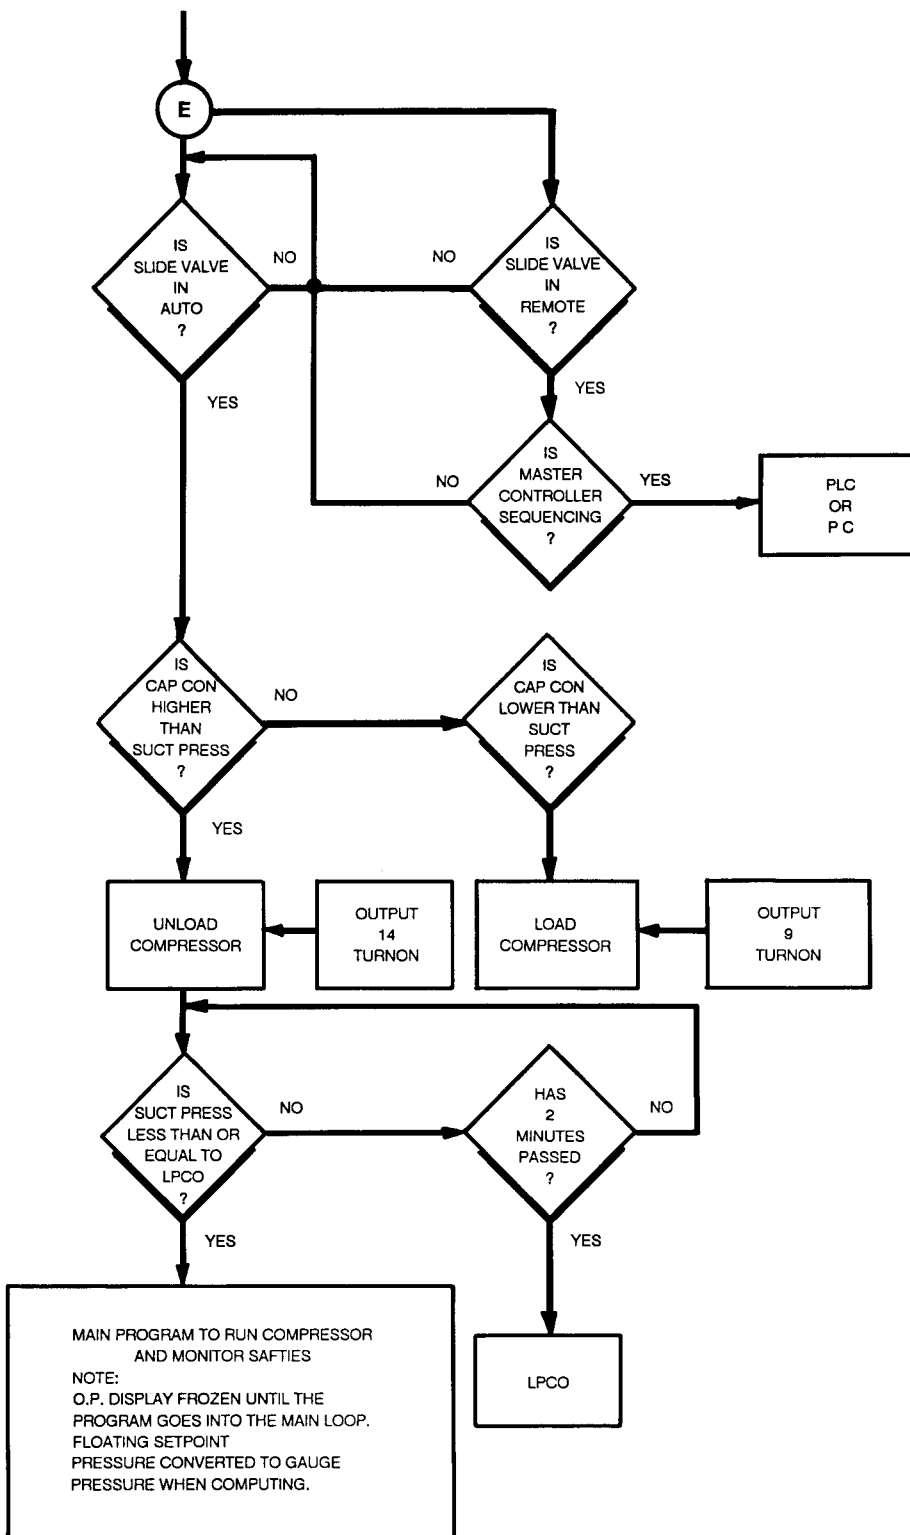 E
IS
SLIDE VALVE
IN
AUTO
?
NO
YES
NO
IS
SLIDE VALVE
IN
REMOTE
?
YES
NO
IS
MASTER
CONTROLLER
SEQUENCING
?
YES
PLC
OR
P C
IS
CAP CON
HIGHER
THAN
SUCT PRESS
?
NO
YES
IS
CAP CON
LOWER THAN
SUCT
PRESS
?
UNLOAD
COMPRESSOR
OUTPUT
14
TURNON
LOAD
COMPRESSOR
OUTPUT
9
TURNON
IS
SUCT PRESS
LESS THAN OR
EQUAL TO
LPCO
?
NO
YES
HAS
2
MINUTES
PASSED
?
NO
YES
LPCO
MAIN PROGRAM TO RUN COMPRESSOR
AND MONITOR SAFTIES
NOTE:
O.P. DISPLAY FROZEN UNTIL THE
PROGRAM GOES INTO THE MAIN LOOP.
FLOATING SETPOINT
PRESSURE CONVERTED TO GAUGE
PRESSURE WHEN COMPUTING.